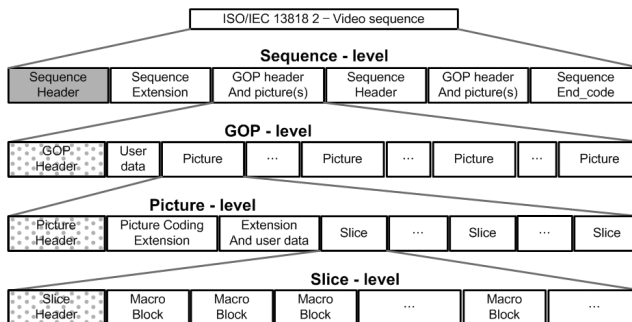 ISO/IEC 13818 2 – Video sequence
Sequence - level
Sequence Header
Sequence Extension
GOP header And picture(s)
Sequence Header
GOP header And picture(s)
Sequence End_code
GOP - level
GOP Header
User data
Picture
...
Picture
...
Picture
...
Picture
Picture - level
Picture Header
Picture Coding Extension
Extension And user data
Slice
...
Slice
...
Slice
Slice - level
Slice Header
Macro Block
Macro Block
Macro Block
...
Macro Block
...